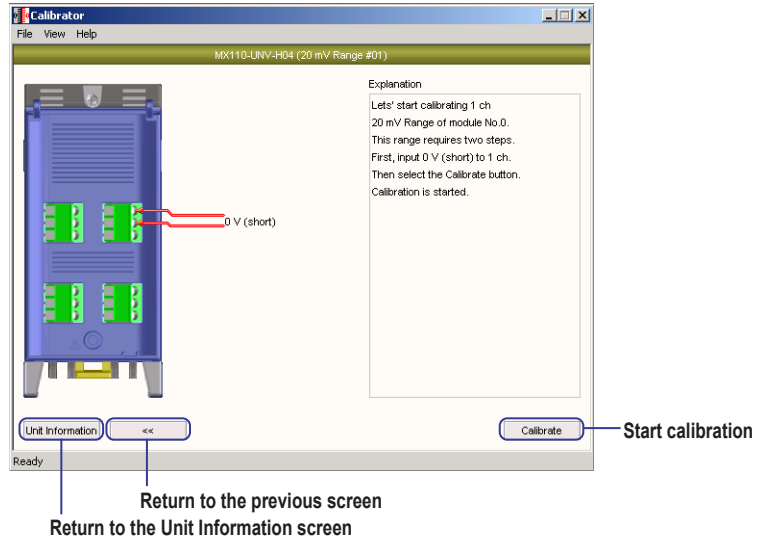 Calibrator
File View Help
MX110-UNV-H04 (20 mV Range #01)
Explanation
Lets' start calibrating 1 ch
20 mV Range of module No.0.
This range requires two steps.
First, input 0 V (short) to 1 ch.
Then select the Calibrate button.
Calibration is started.
0 V (short)
Unit Information
<<
Calibrate
Start calibration
Ready
Return to the previous screen
Return to the Unit Information screen